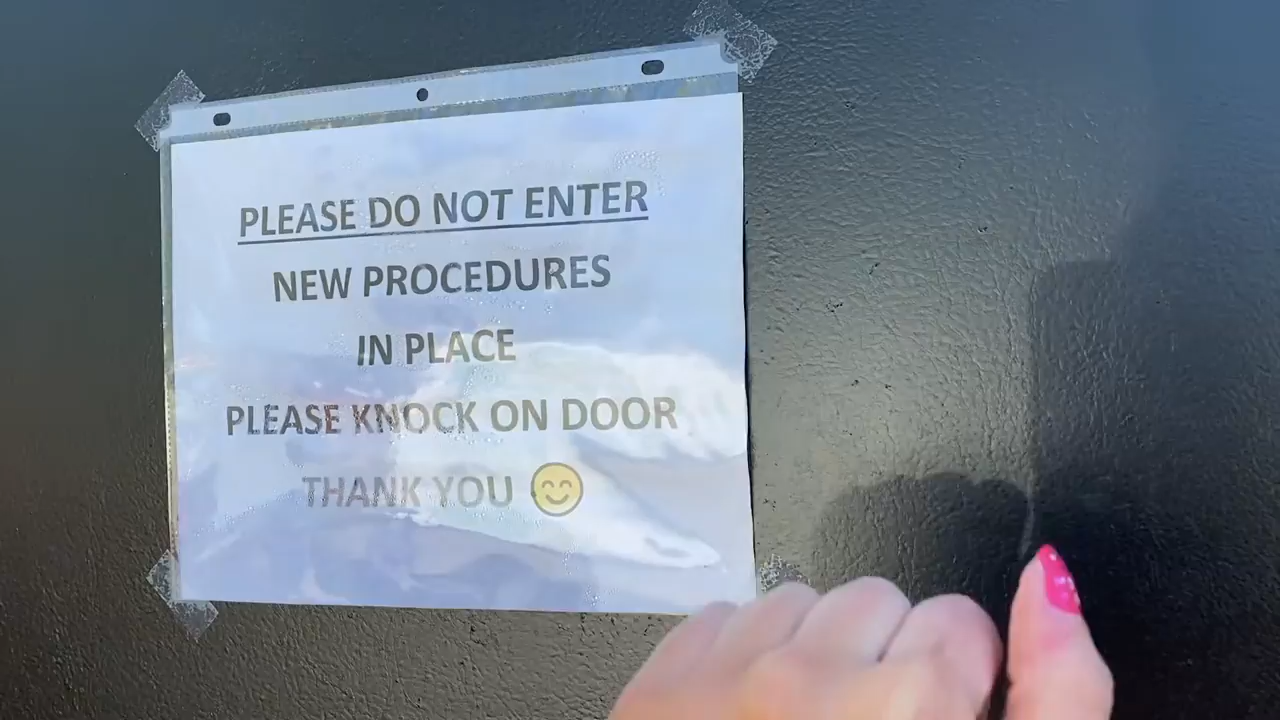 PLEASE DO NOT ENTER
NEW PROCEDURES
IN PLACE
PLEASE KNOCK ON DOOR
THANK YOU 😊